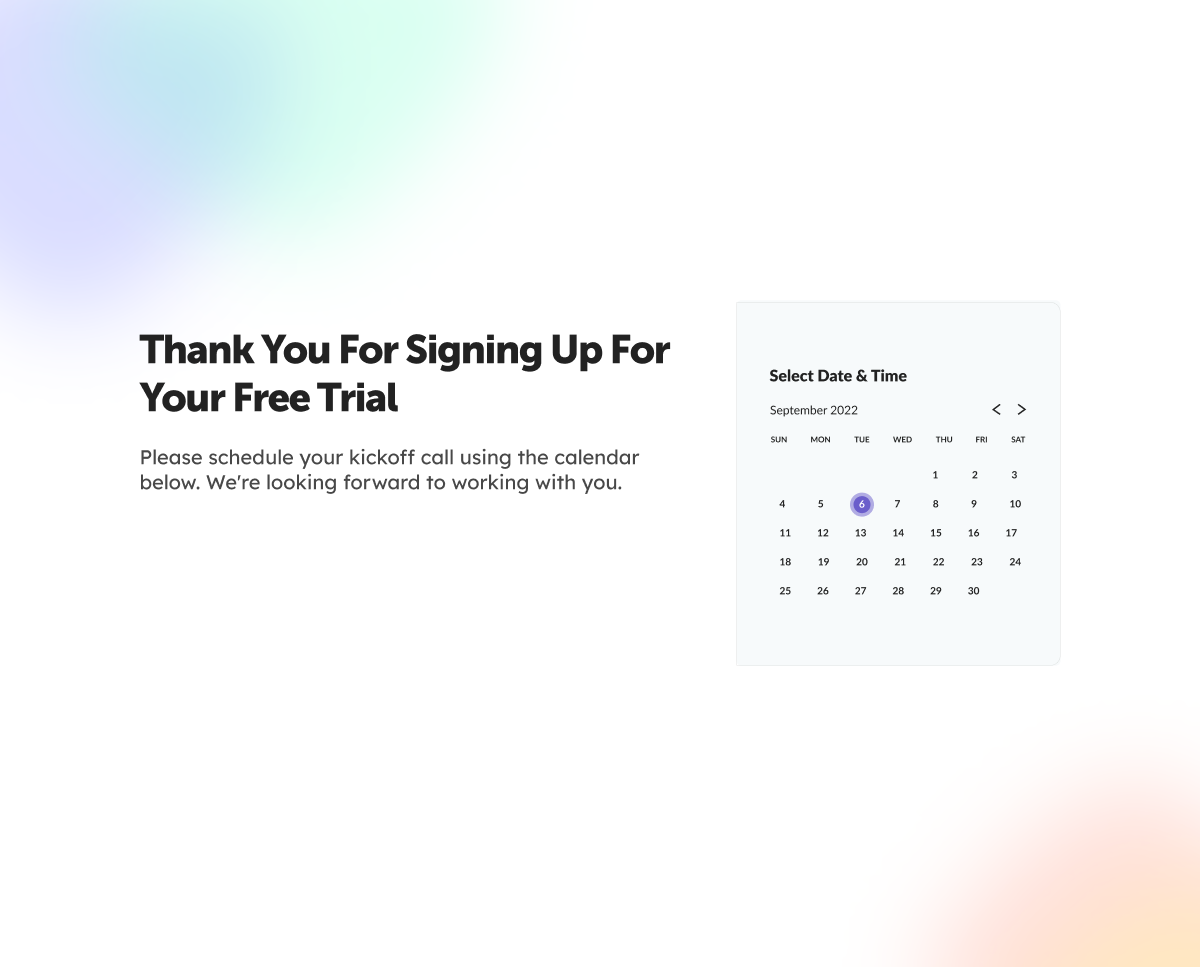 Thank You For Signing Up For
Your Free Trial
Please schedule your kickoff call using the calendar
below. We're looking forward to working with you.
Select Date & Time
September 2022 < >
SUN MON TUE WED THU FRI SAT
1 2 3
4 5 6 7 8 9 10
11 12 13 14 15 16 17
18 19 20 21 22 23 24
25 26 27 28 29 30